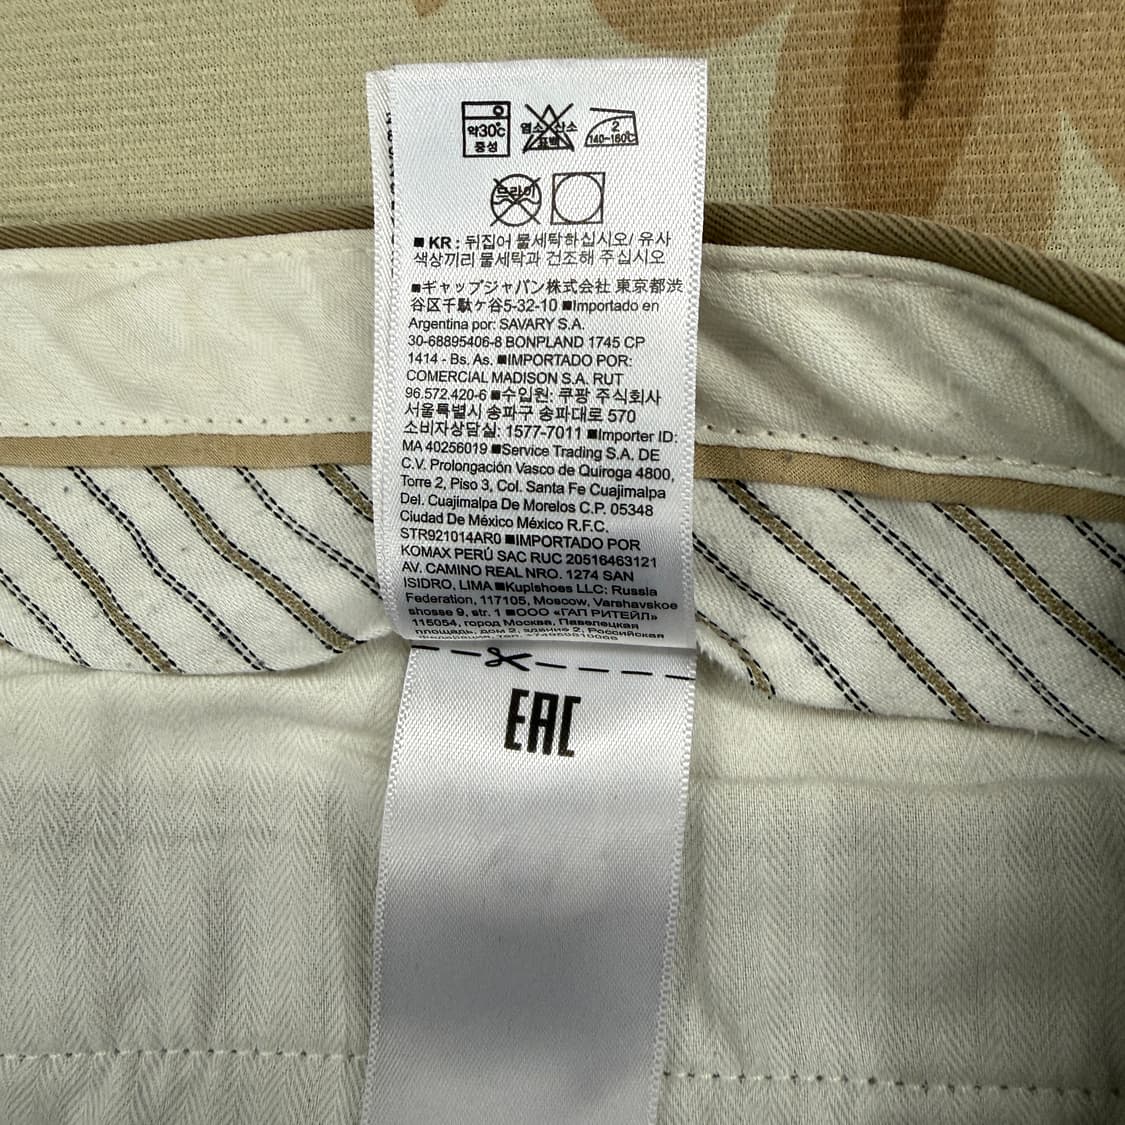 약30℃
중성
염소 산소
표백
2
140~160℃
드라이
■ KR : 뒤집어 물세탁하십시오/ 유사
색상끼리 물세탁과 건조해 주십시오
■ギャップジャパン株式会社 東京都渋
谷区千駄ヶ谷5-32-10 ■Importado en
Argentina por: SAVARY S.A.
30-68895406-8 BONPLAND 1745 CP
1414 - Bs. As. ■IMPORTADO POR:
COMERCIAL MADISON S.A. RUT
96.572.420-6 ■수입원: 쿠팡 주식회사
서울특별시 송파구 송파대로 570
소비자상담실: 1577-7011 ■Importer ID:
MA 40256019 ■Service Trading S.A. DE
C.V. Prolongación Vasco de Quiroga 4800,
Torre 2, Piso 3, Col. Santa Fe Cuajimalpa
Del. Cuajimalpa De Morelos C.P. 05348
Ciudad De México México R.F.C.
STR921014AR0 ■IMPORTADO POR
KOMAX PERÚ SAC RUC 20516463121
AV. CAMINO REAL NRO. 1274 SAN
ISIDRO, LIMA ■Kupishoes LLC: Russia
Federation, 117105, Moscow, Varshavskoe
shosse 9, str. 1 ■ООО «ГАП РИТЕЙЛ»
115054, город Москва, Павелецкая
площадь, дом 2, здание 2, Российская
EAC